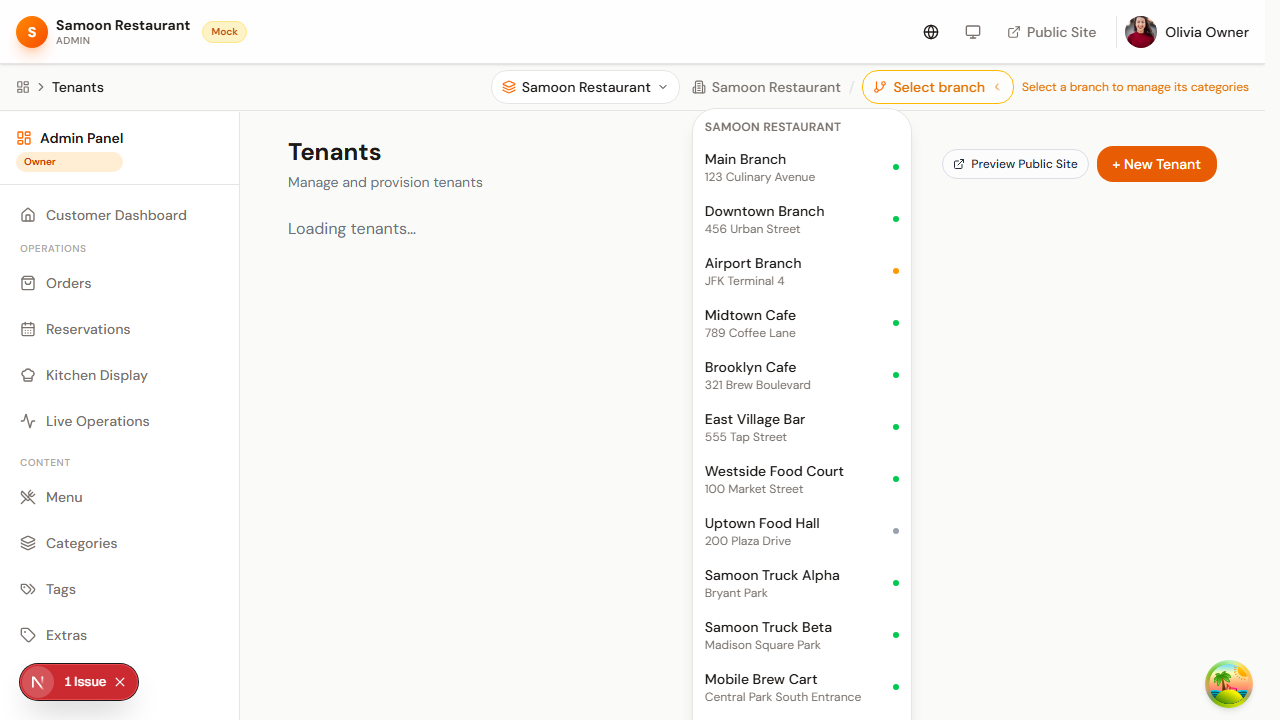 S
Samoon Restaurant
ADMIN
Mock
Public Site
Olivia Owner
Tenants
Samoon Restaurant
Samoon Restaurant
/
Select branch
Select a branch to manage its categories
Admin Panel
Owner
Customer Dashboard
OPERATIONS
Orders
Reservations
Kitchen Display
Live Operations
CONTENT
Menu
Categories
Tags
Extras
N
1 Issue
Tenants
Manage and provision tenants
Loading tenants...
Preview Public Site
+ New Tenant
SAMOON RESTAURANT
Main Branch
123 Culinary Avenue
Downtown Branch
456 Urban Street
Airport Branch
JFK Terminal 4
Midtown Cafe
789 Coffee Lane
Brooklyn Cafe
321 Brew Boulevard
East Village Bar
555 Tap Street
Westside Food Court
100 Market Street
Uptown Food Hall
200 Plaza Drive
Samoon Truck Alpha
Bryant Park
Samoon Truck Beta
Madison Square Park
Mobile Brew Cart
Central Park South Entrance